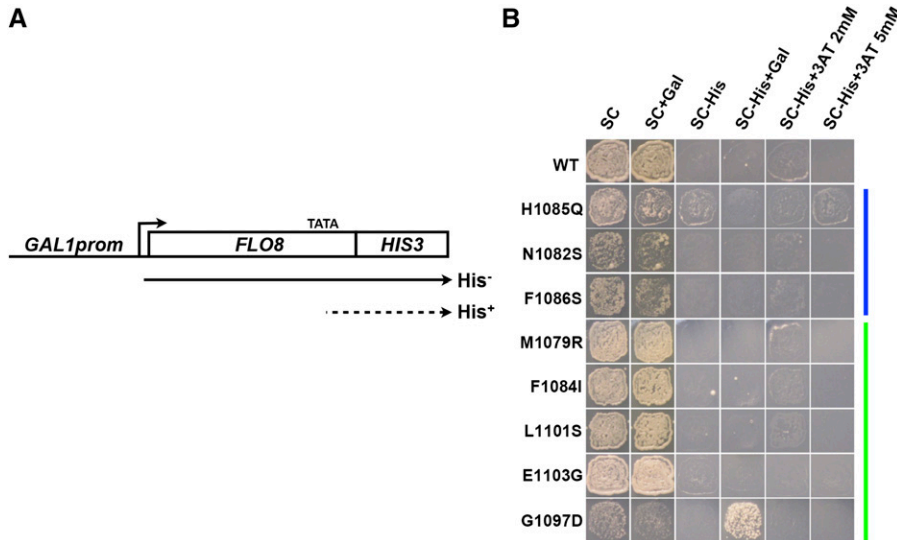 A
GAL1prom
TATA
FLO8
HIS3
His-
His+
B
SC
SC+Gal
SC-His
SC-His+Gal
SC-His+3AT 2mM
SC-His+3AT 5mM
WT
H1085Q
N1082S
F1086S
M1079R
F1084I
L1101S
E1103G
G1097D